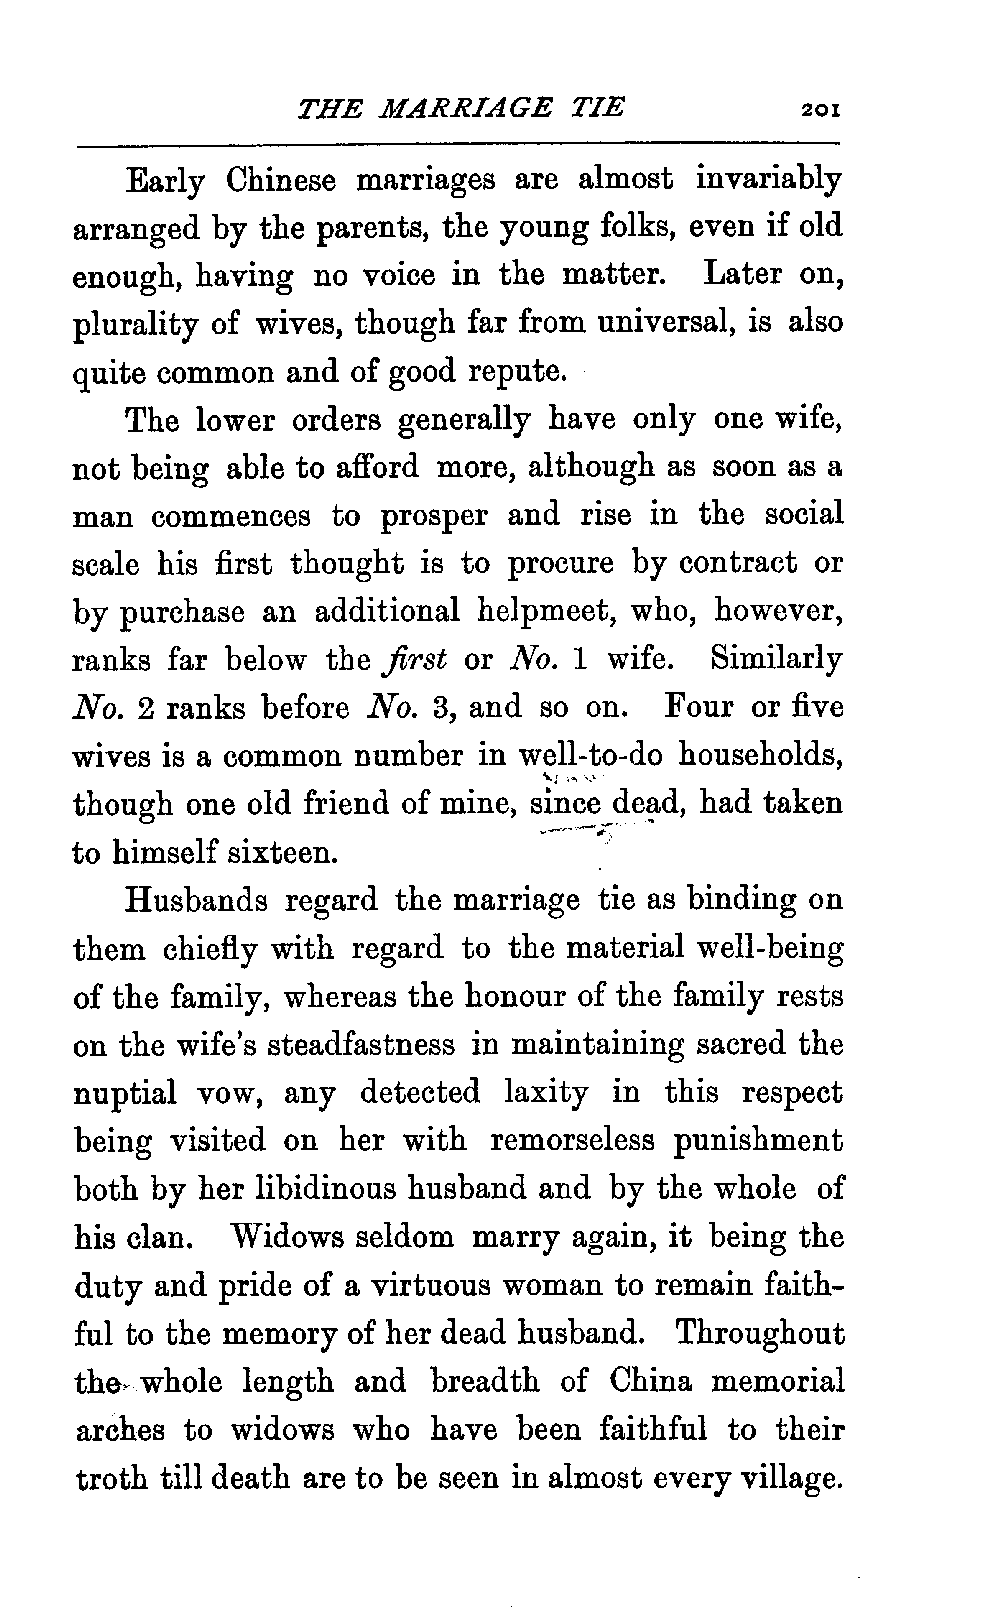 THE MARRIAGE TIE 201
Early Chinese marriages are almost invariably
arranged by the parents, the young folks, even if old
enough, having no voice in the matter. Later on,
plurality of wives, though far from universal, is also
quite common and of good repute.
The lower orders generally have only one wife,
not being able to afford more, although as soon as a
man commences to prosper and rise in the social
scale his first thought is to procure by contract or
by purchase an additional helpmeet, who, however,
ranks far below the first or No. 1 wife. Similarly
No. 2 ranks before No. 3, and so on. Four or five
wives is a common number in well-to-do households,
though one old friend of mine, since dead, had taken
to himself sixteen.
Husbands regard the marriage tie as binding on
them chiefly with regard to the material well-being
of the family, whereas the honour of the family rests
on the wife's steadfastness in maintaining sacred the
nuptial vow, any detected laxity in this respect
being visited on her with remorseless punishment
both by her libidinous husband and by the whole of
his clan. Widows seldom marry again, it being the
duty and pride of a virtuous woman to remain faith-
ful to the memory of her dead husband. Throughout
the whole length and breadth of China memorial
arches to widows who have been faithful to their
troth till death are to be seen in almost every village.